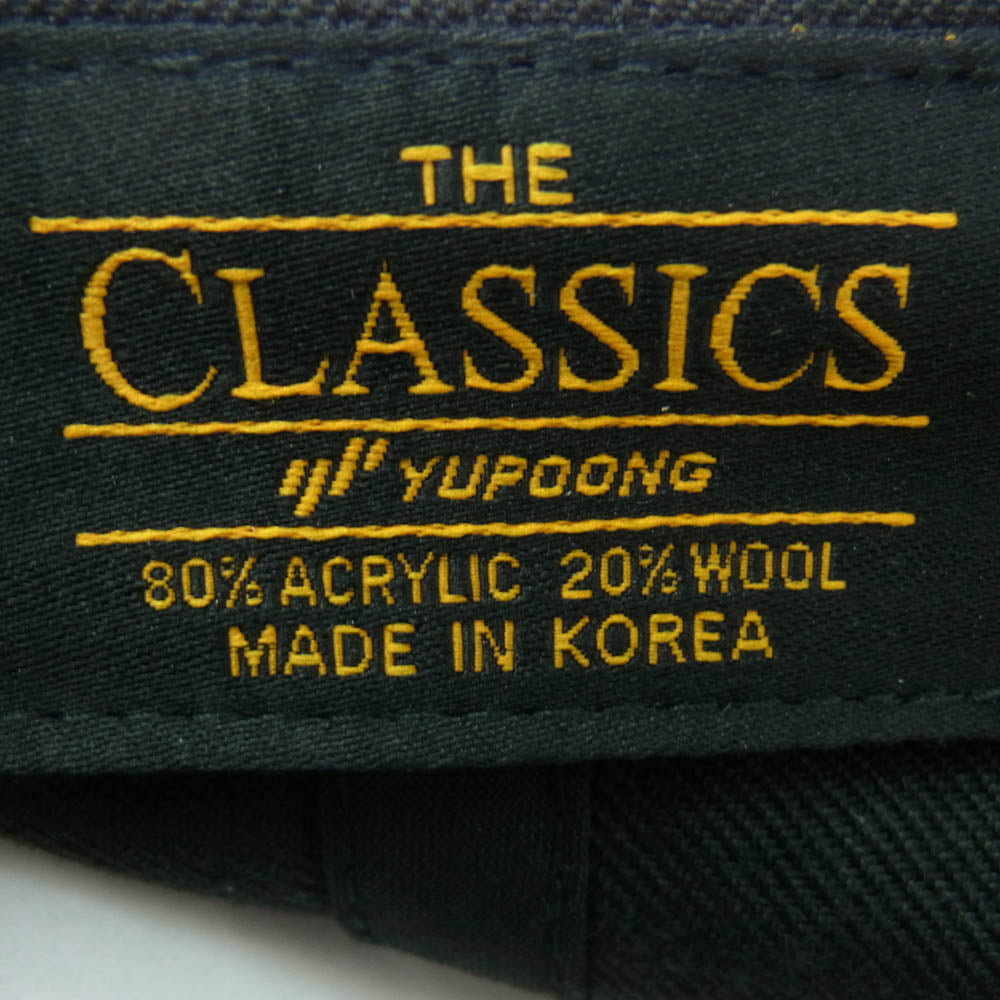 THE
CLASSICS
YUPOONG
80% ACRYLIC 20% WOOL
MADE IN KOREA